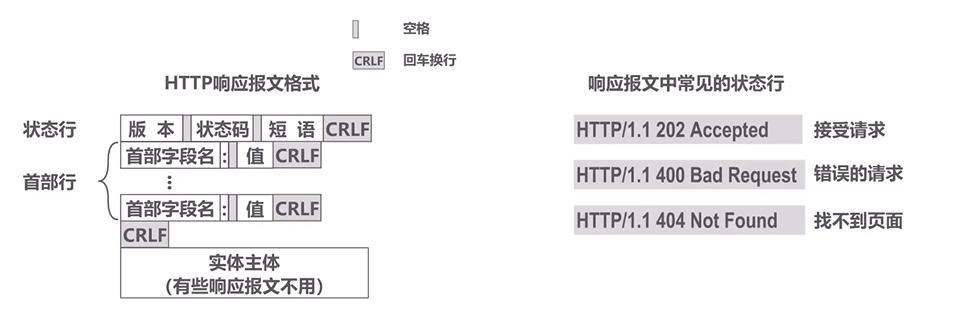 空格
CRLF 回车换行
HTTP响应报文格式
状态行 版 本 状态码 短 语 CRLF
首部行
首部字段名 : 值 CRLF
⋮
首部字段名 : 值 CRLF
CRLF
实体主体
(有些响应报文不用)
响应报文中常见的状态行
HTTP/1.1 202 Accepted 接受请求
HTTP/1.1 400 Bad Request 错误的请求
HTTP/1.1 404 Not Found 找不到页面